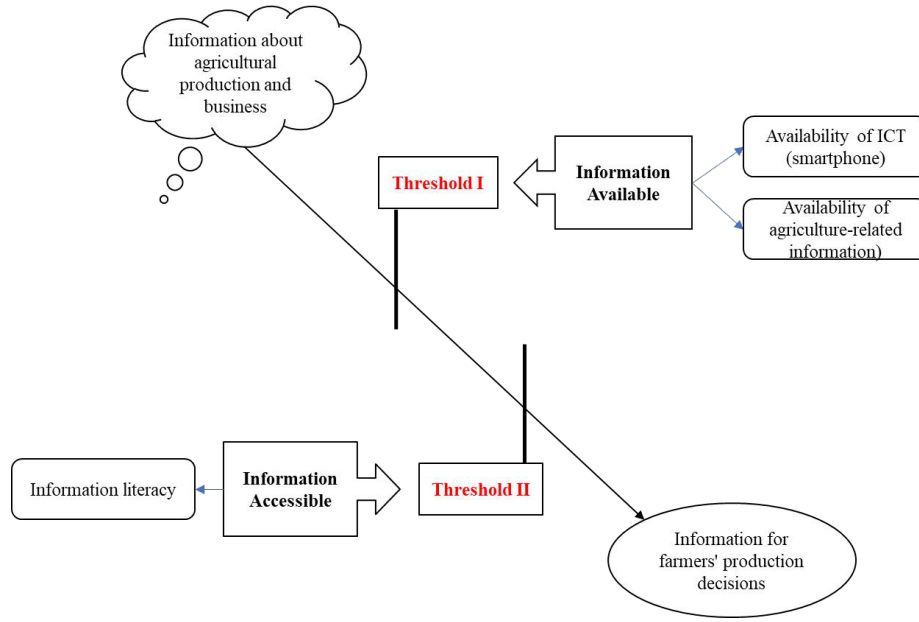 Information about
agricultural
production and
business
Threshold I
Information
Available
Availability of ICT
(smartphone)
Availability of
agriculture-related
information)
Information literacy
Information
Accessible
Threshold II
Information for
farmers' production
decisions